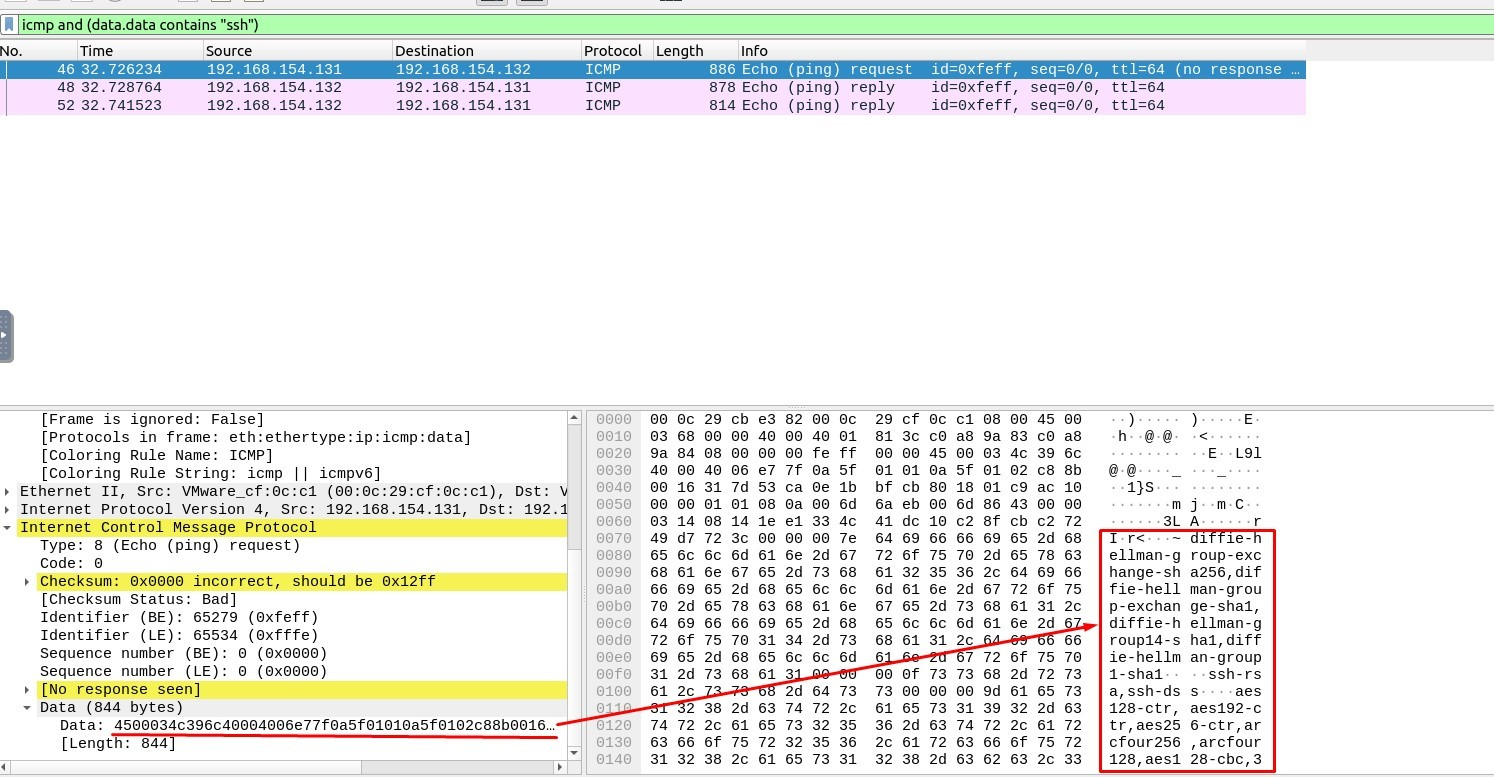 icmp and (data.data contains "ssh")
No. Time Source Destination Protocol Length Info
46 32.726234 192.168.154.131 192.168.154.132 ICMP 886 Echo (ping) request id=0xfeff, seq=0/0, ttl=64 (no response …
48 32.728764 192.168.154.132 192.168.154.131 ICMP 878 Echo (ping) reply id=0xfeff, seq=0/0, ttl=64
52 32.741523 192.168.154.132 192.168.154.131 ICMP 814 Echo (ping) reply id=0xfeff, seq=0/0, ttl=64
[Frame is ignored: False]
[Protocols in frame: eth:ethertype:ip:icmp:data]
[Coloring Rule Name: ICMP]
[Coloring Rule String: icmp || icmpv6]
Ethernet II, Src: VMware_cf:0c:c1 (00:0c:29:cf:0c:c1), Dst: V
Internet Protocol Version 4, Src: 192.168.154.131, Dst: 192.1
Internet Control Message Protocol
Type: 8 (Echo (ping) request)
Code: 0
Checksum: 0x0000 incorrect, should be 0x12ff
[Checksum Status: Bad]
Identifier (BE): 65279 (0xfeff)
Identifier (LE): 65534 (0xfffe)
Sequence number (BE): 0 (0x0000)
Sequence number (LE): 0 (0x0000)
[No response seen]
Data (844 bytes)
Data: 4500034c396c40004006e77f0a5f01010a5f0102c88b0016…
[Length: 844]
0000 00 0c 29 cb e3 82 00 0c 29 cf 0c c1 08 00 45 00 ··)····· )·····E·
0010 03 68 00 00 40 00 40 01 81 3c c0 a8 9a 83 c0 a8 ·h··@·@· ·<······
0020 9a 84 08 00 00 00 fe ff 00 00 45 00 03 4c 39 6c ········ ··E··L9l
0030 40 00 40 06 e7 7f 0a 5f 01 01 0a 5f 01 02 c8 8b @·@····_ ···_····
0040 00 16 31 7d 53 ca 0e 1b bf cb 80 18 01 c9 ac 10 ··1}S··· ········
0050 00 00 01 01 08 0a 00 6d 6a eb 00 6d 86 43 00 00 ·······m j··m·C··
0060 03 14 08 14 1e e1 33 4c 41 dc 10 c2 8f cb c2 72 ······3L A······r
0070 49 d7 72 3c 00 00 00 7e 64 69 66 66 69 65 2d 68 I·r<···~ diffie-h
0080 65 6c 6c 6d 61 6e 2d 67 72 6f 75 70 2d 65 78 63 ellman-g roup-exc
0090 68 61 6e 67 65 2d 73 68 61 32 35 36 2c 64 69 66 hange-sh a256,dif
00a0 66 69 65 2d 68 65 6c 6c 6d 61 6e 2d 67 72 6f 75 fie-hell man-grou
00b0 70 2d 65 78 63 68 61 6e 67 65 2d 73 68 61 31 2c p-exchan ge-sha1,
00c0 64 69 66 66 69 65 2d 68 65 6c 6c 6d 61 6e 2d 67 diffie-h ellman-g
00d0 72 6f 75 70 31 34 2d 73 68 61 31 2c 64 69 66 66 roup14-s ha1,diff
00e0 69 65 2d 68 65 6c 6c 6d 61 6e 2d 67 72 6f 75 70 ie-hellm an-group
00f0 31 2d 73 68 61 31 00 00 00 0f 73 73 68 2d 72 73 1-sha1·· ··ssh-rs
0100 61 2c 73 73 68 2d 64 73 73 00 00 00 9d 61 65 73 a,ssh-ds s····aes
0110 31 32 38 2d 63 74 72 2c 61 65 73 31 39 32 2d 63 128-ctr, aes192-c
0120 74 72 2c 61 65 73 32 35 36 2d 63 74 72 2c 61 72 tr,aes25 6-ctr,ar
0130 63 66 6f 75 72 32 35 36 2c 61 72 63 66 6f 75 72 cfour256 ,arcfour
0140 31 32 38 2c 61 65 73 31 32 38 2d 63 62 63 2c 33 128,aes1 28-cbc,3